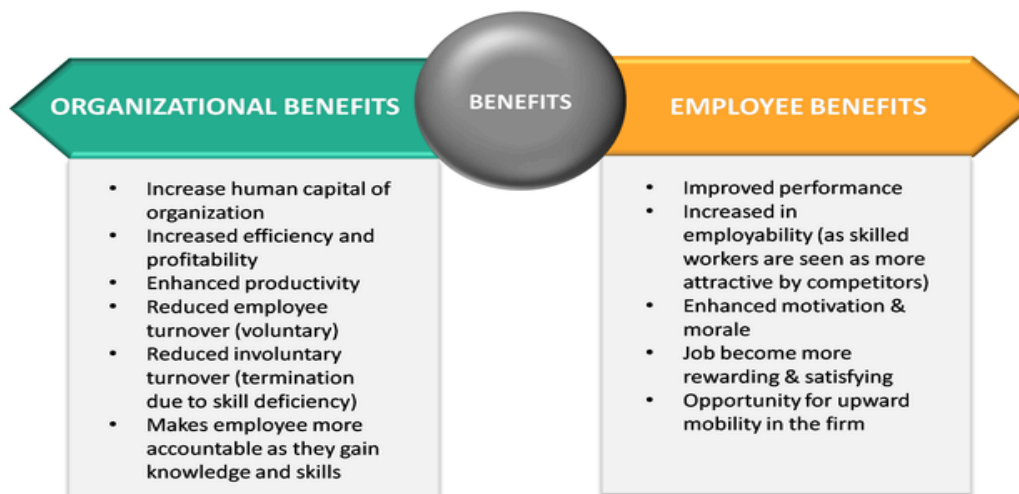 ORGANIZATIONAL BENEFITS
BENEFITS
EMPLOYEE BENEFITS
• Increase human capital of
organization
• Increased efficiency and
profitability
• Enhanced productivity
• Reduced employee
turnover (voluntary)
• Reduced involuntary
turnover (termination
due to skill deficiency)
• Makes employee more
accountable as they gain
knowledge and skills
• Improved performance
• Increased in
employability (as skilled
workers are seen as more
attractive by competitors)
• Enhanced motivation &
morale
• Job become more
rewarding & satisfying
• Opportunity for upward
mobility in the firm